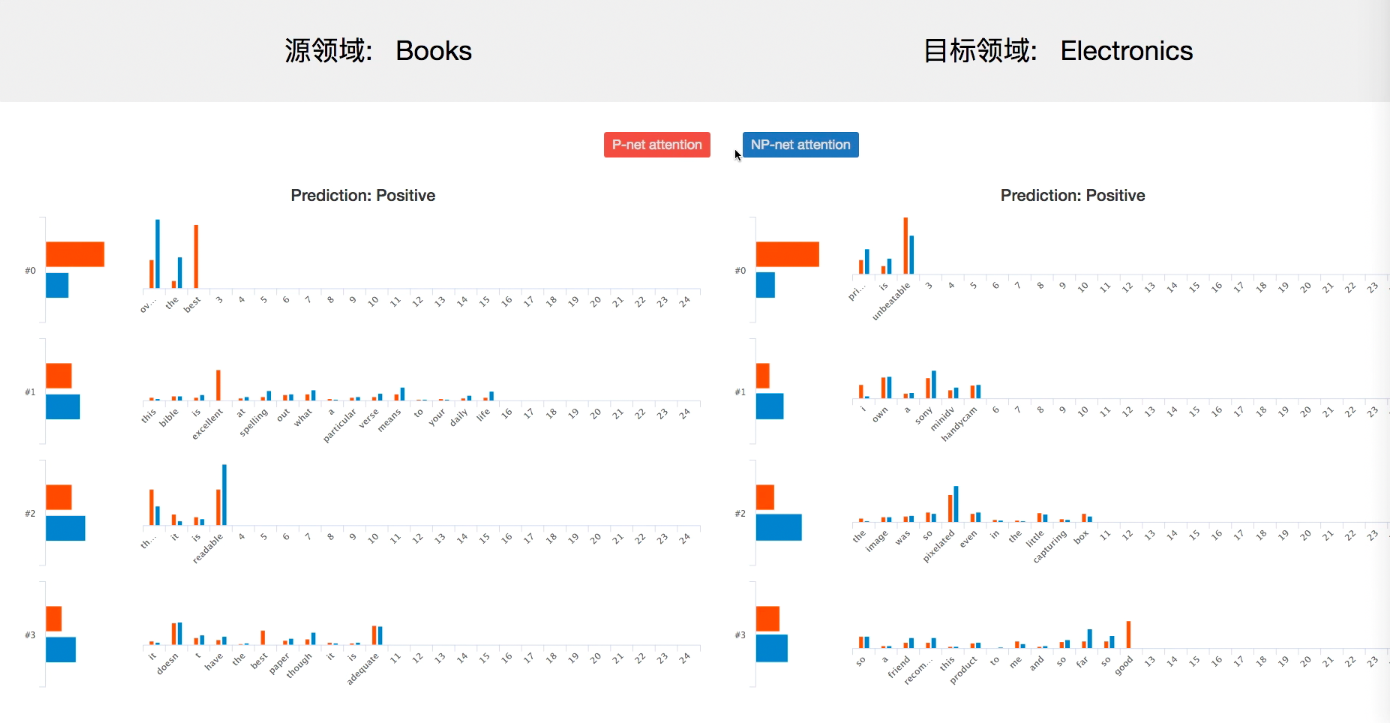 源领域: Books
目标领域: Electronics
P-net attention
NP-net attention
Prediction: Positive
#0
ov... the best 3 4 5 6 7 8 9 10 11 12 13 14 15 16 17 18 19 20 21 22 23 24
#1
this bible is excellent at spelling out what a particular verse means to your daily life 16 17 18 19 20 21 22 23 24
#2
th... it is readable 4 5 6 7 8 9 10 11 12 13 14 15 16 17 18 19 20 21 22 23 24
#3
it doesn t have the best paper though it is adequate 11 12 13 14 15 16 17 18 19 20 21 22 23 24
Prediction: Positive
#0
pri... is unbeatable 3 4 5 6 7 8 9 10 11 12 13 14 15 16 17 18 19 20 21 22 23
#1
i own a sony minidv handycam 6 7 8 9 10 11 12 13 14 15 16 17 18 19 20 21 22 23
#2
the image was so pixelated even in the little capturing box 11 12 13 14 15 16 17 18 19 20 21 22 23
#3
so a friend recom... this product to me and so far so good 13 14 15 16 17 18 19 20 21 22 23